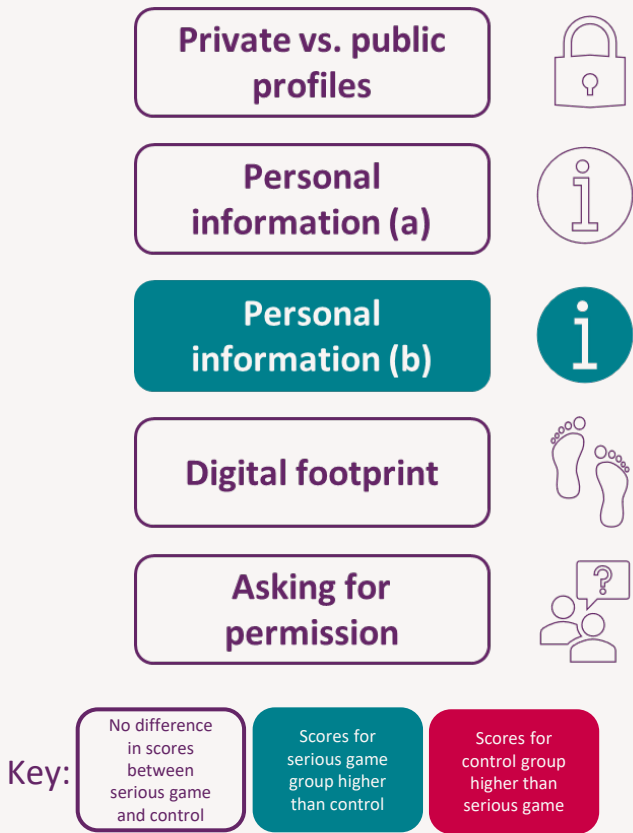 Private vs. public
profiles
Personal
information (a)
Personal
information (b)
Digital footprint
Asking for
permission
?
Key:
No difference
in scores
between
serious game
and control
Scores for
serious game
group higher
than control
Scores for
control group
higher than
serious game